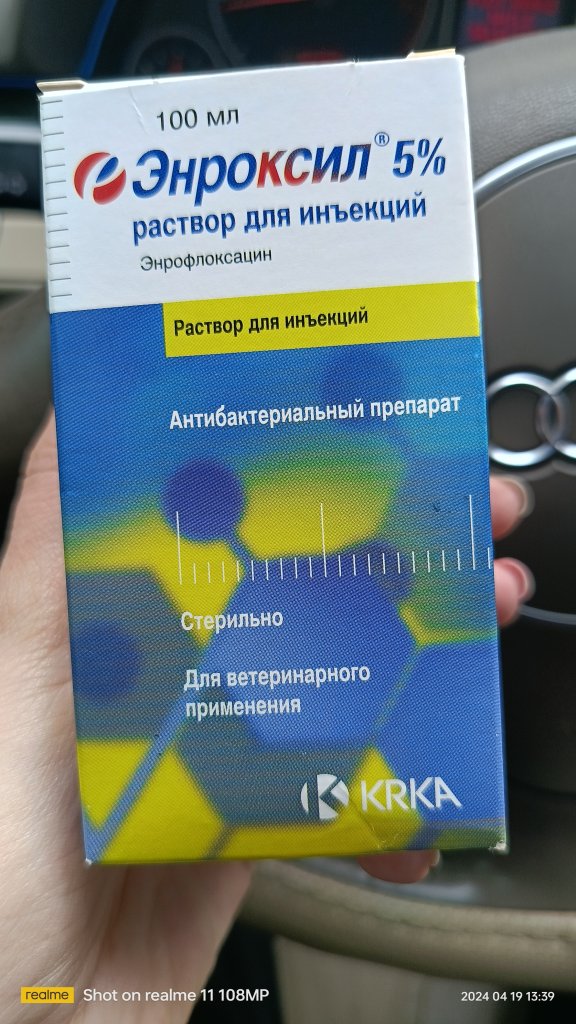 100 мл
Энроксил® 5%
раствор для инъекций
Энрофлоксацин
Раствор для инъекций
Антибактериальный препарат
Стерильно
Для ветеринарного
применения
KRKA
realme Shot on realme 11 108MP
2024 04 19 13:39